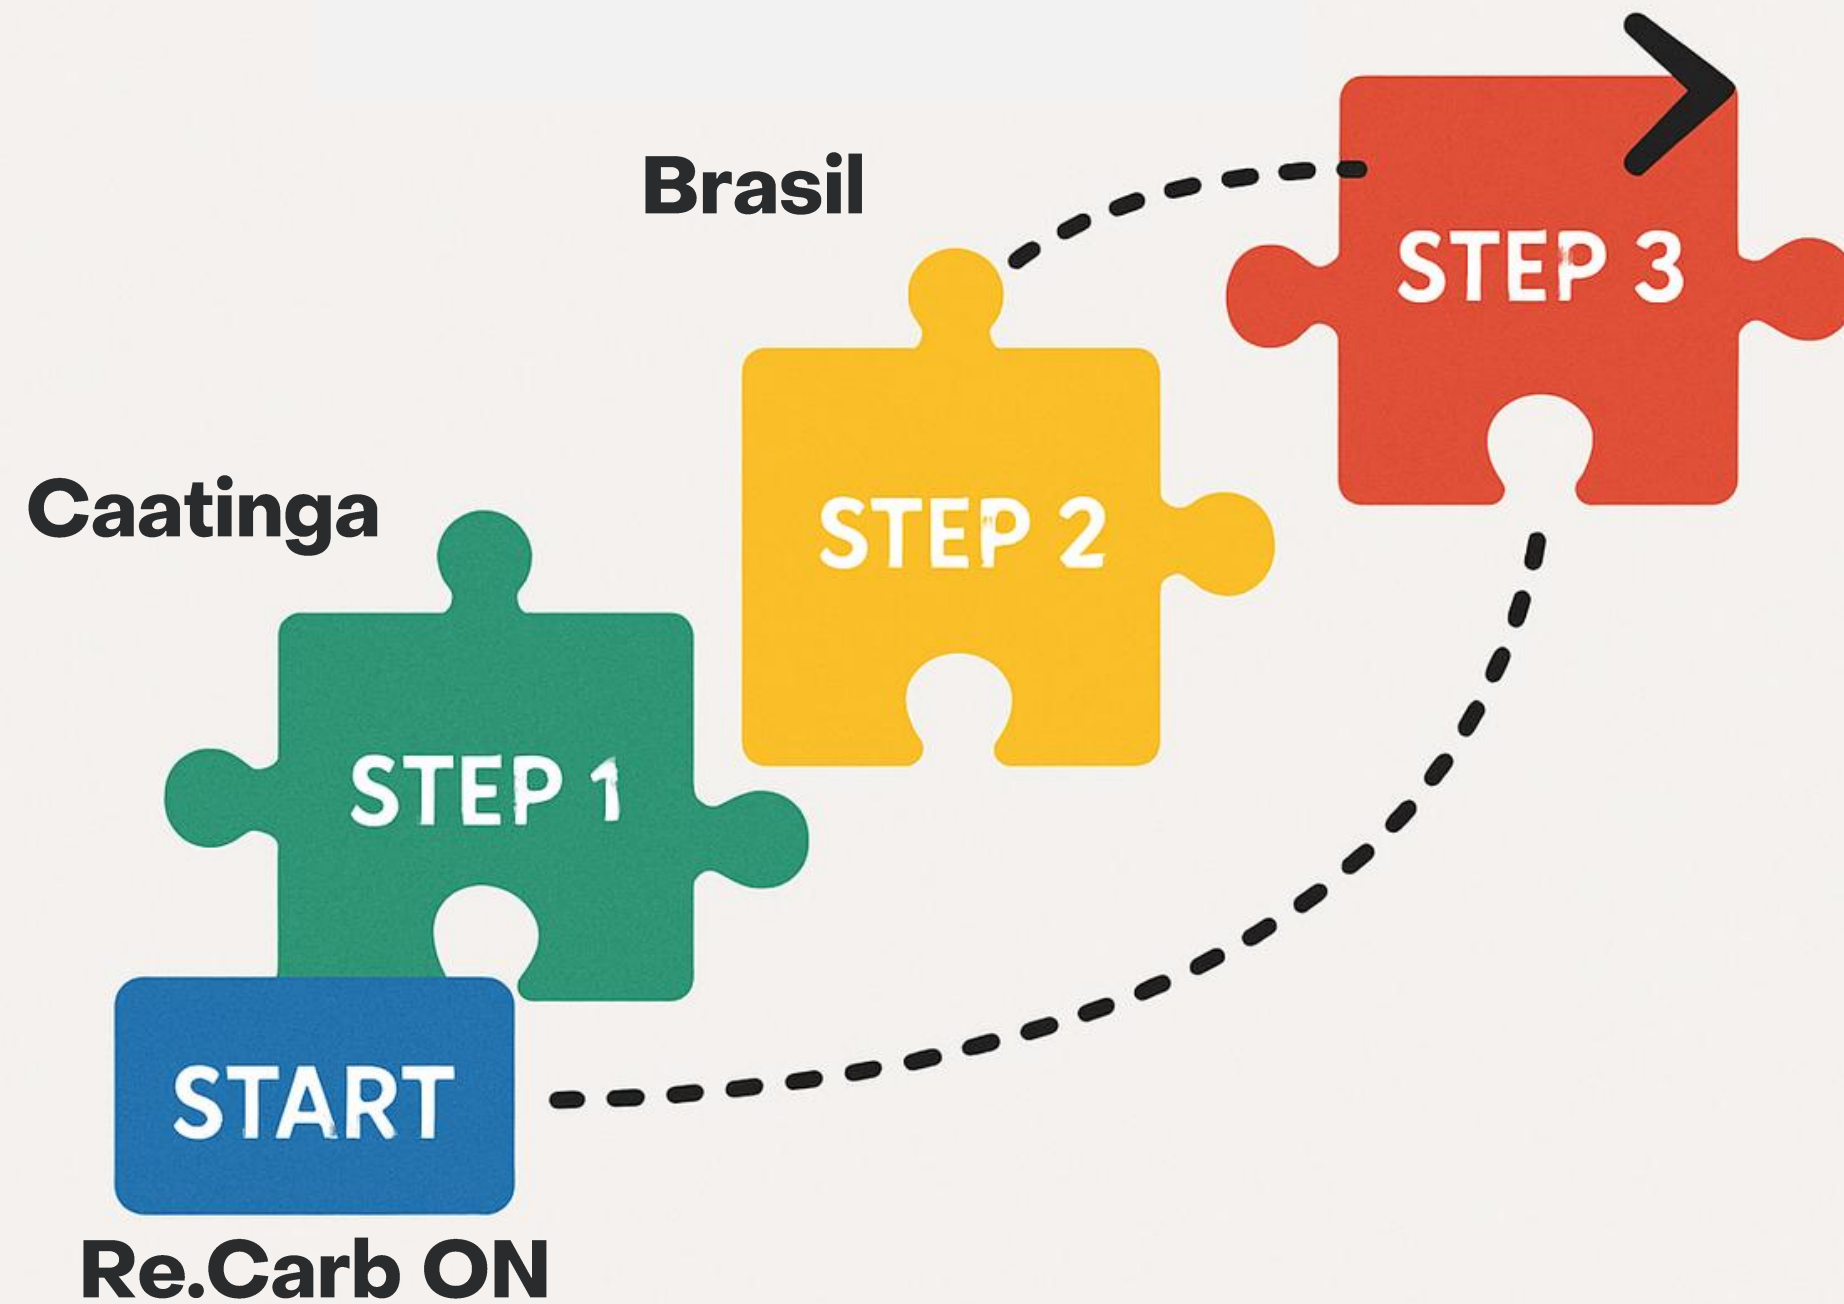 Brasil
STEP 3
Caatinga
STEP 2
STEP 1
START
Re.Carb ON